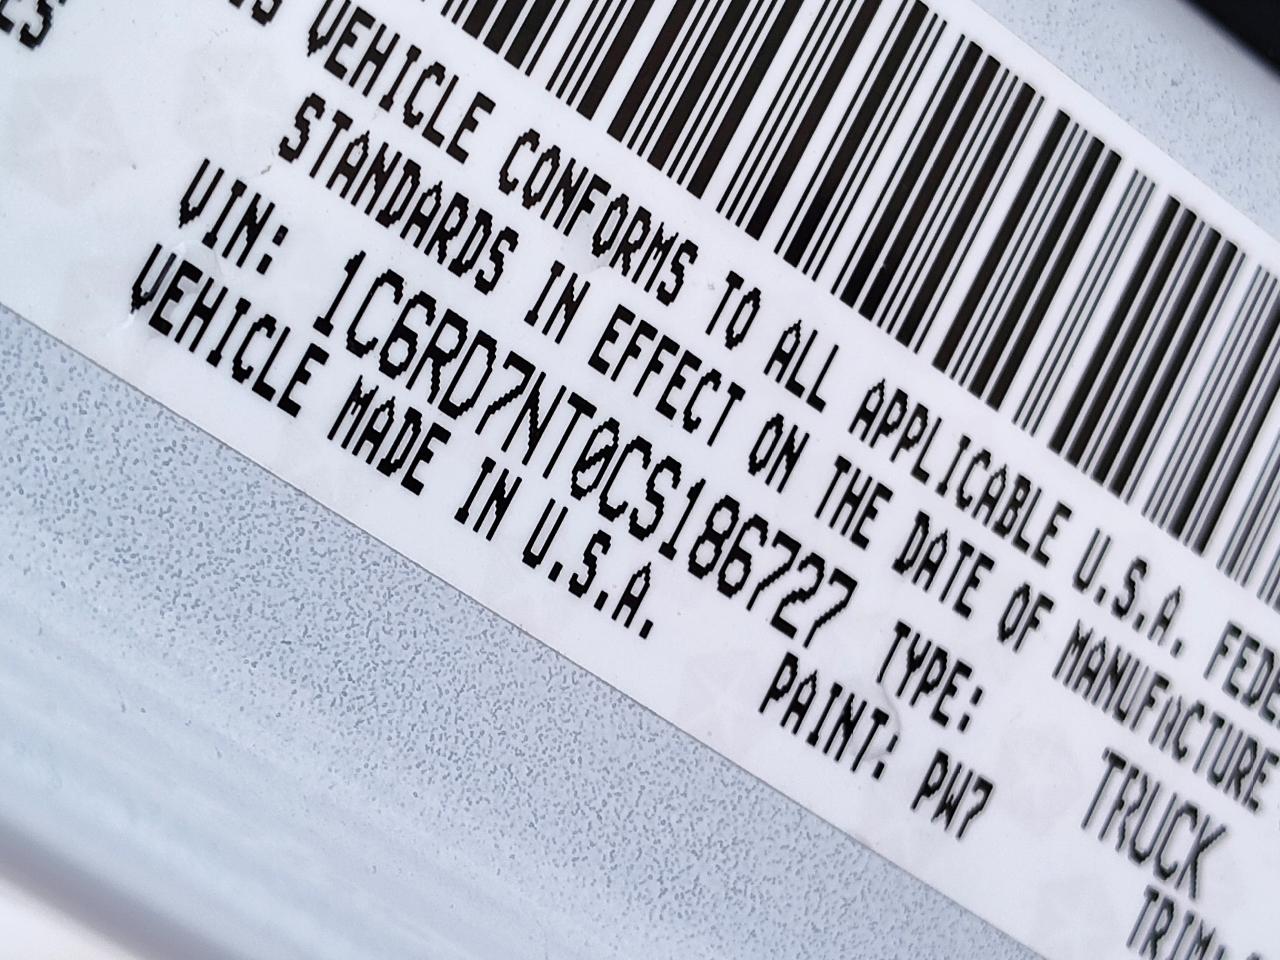 VEHICLE CONFORMS TO ALL APPLICABLE U.S.A.
STANDARDS IN EFFECT ON THE DATE OF MANUFACTURE
VIN: 1C6RD7NT0CS186727 TYPE: TRUCK
VEHICLE MADE IN U.S.A. PAINT: PW7 TRIM: